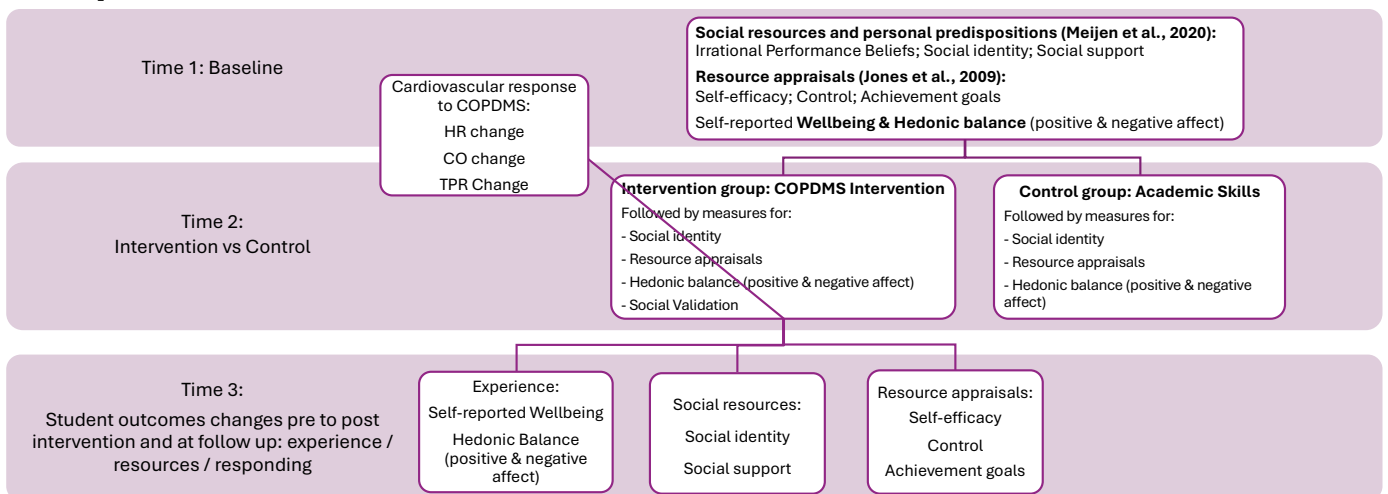 Time 1: Baseline
Social resources and personal predispositions (Meijen et al., 2020):
Irrational Performance Beliefs; Social identity; Social support
Resource appraisals (Jones et al., 2009):
Self-efficacy; Control; Achievement goals
Self-reported Wellbeing & Hedonic balance (positive & negative affect)
Cardiovascular response
to COPDMS:
HR change
CO change
TPR Change
Time 2:
Intervention vs Control
Intervention group: COPDMS Intervention
Followed by measures for:
- Social identity
- Resource appraisals
- Hedonic balance (positive & negative affect)
- Social Validation
Control group: Academic Skills
Followed by measures for:
- Social identity
- Resource appraisals
- Hedonic balance (positive & negative
affect)
Time 3:
Student outcomes changes pre to post
intervention and at follow up: experience /
resources / responding
Experience:
Self-reported Wellbeing
Hedonic Balance
(positive & negative
affect)
Social resources:
Social identity
Social support
Resource appraisals:
Self-efficacy
Control
Achievement goals